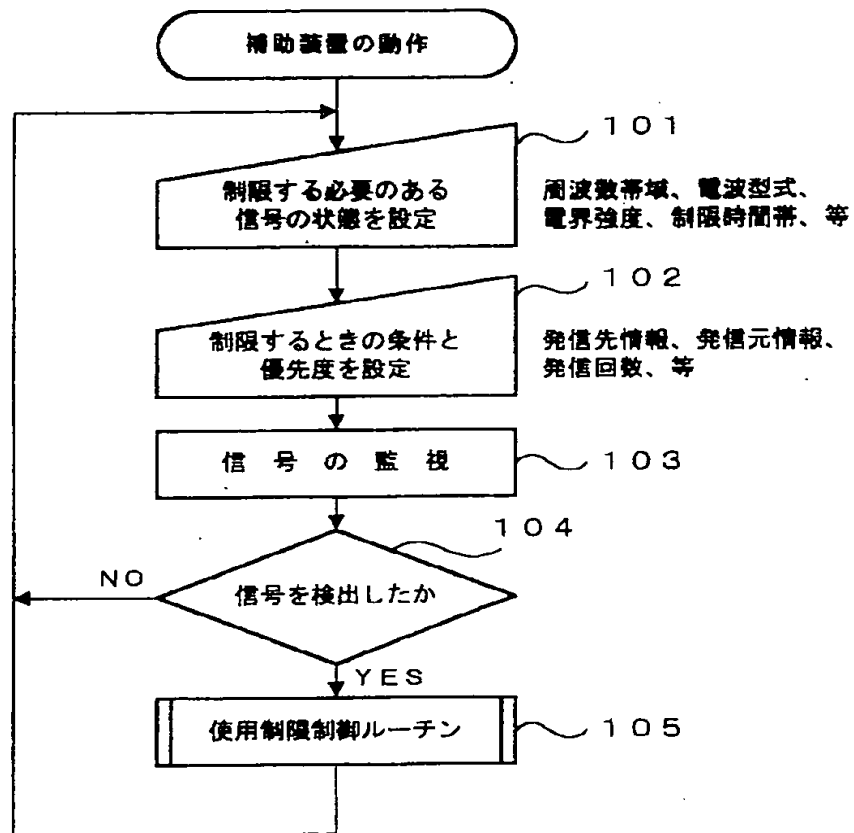 補助装置の動作
101
制限する必要のある
信号の状態を設定
周波数帯域、電波型式、
電界強度、制限時間帯、等
102
制限するときの条件と
優先度を設定
発信先情報、発信元情報、
発信回数、等
信号の監視
103
104
NO
信号を検出したか
YES
使用制限制御ルーチン
105